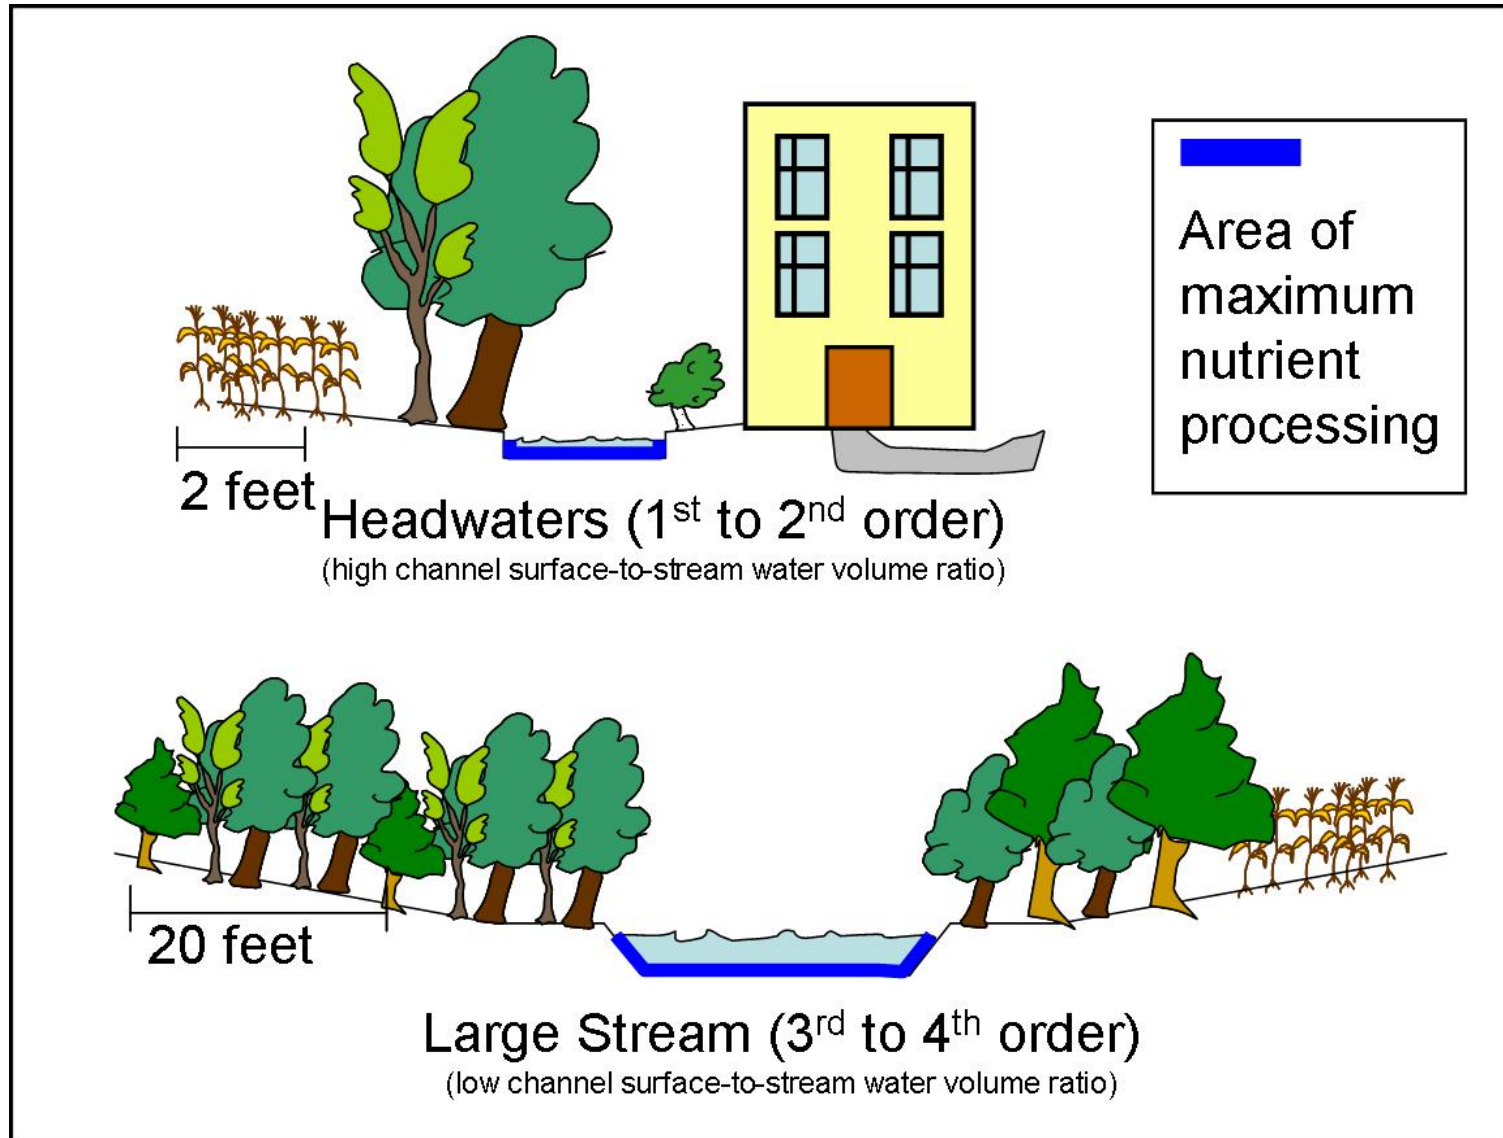 Area of
maximum
nutrient
processing
2 feet
Headwaters (1st to 2nd order)
(high channel surface-to-stream water volume ratio)
20 feet
Large Stream (3rd to 4th order)
(low channel surface-to-stream water volume ratio)